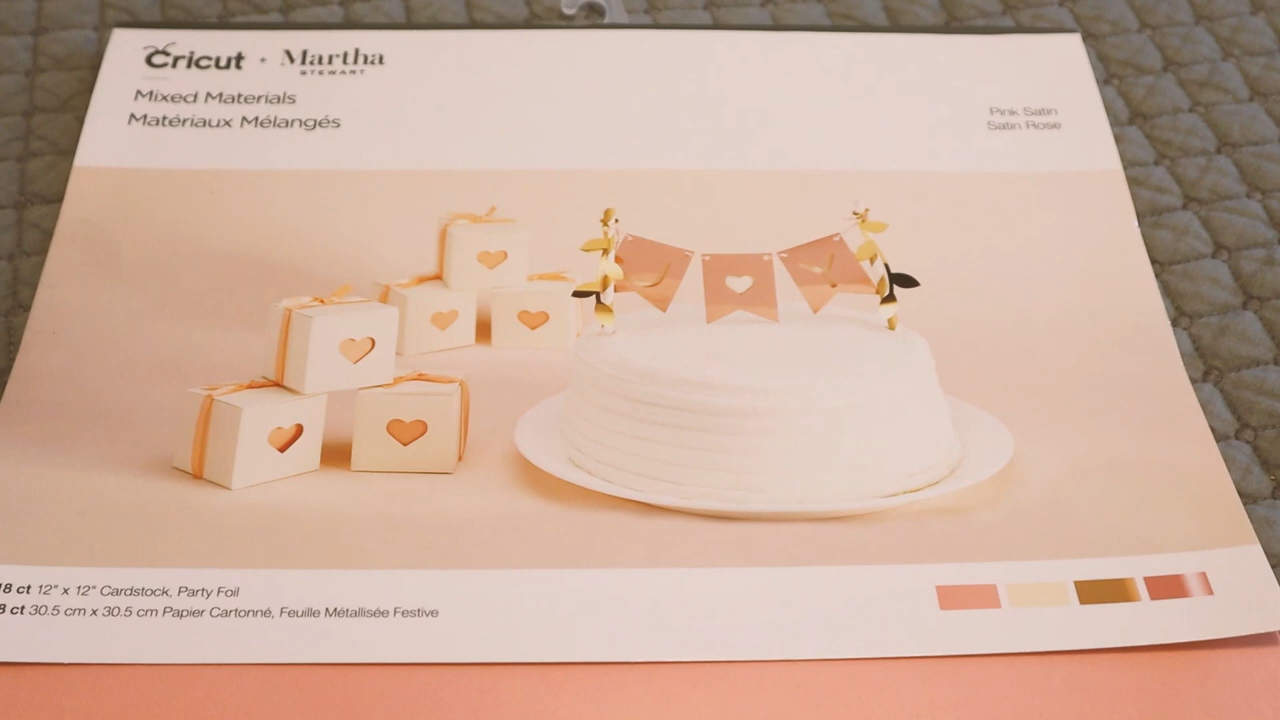 Cricut · Martha
STEWART
Mixed Materials
Matériaux Mélangés
Pink Satin
Satin Rose
18 ct 12" x 12" Cardstock, Party Foil
8 ct 30.5 cm x 30.5 cm Papier Cartonné, Feuille Métallisée Festive